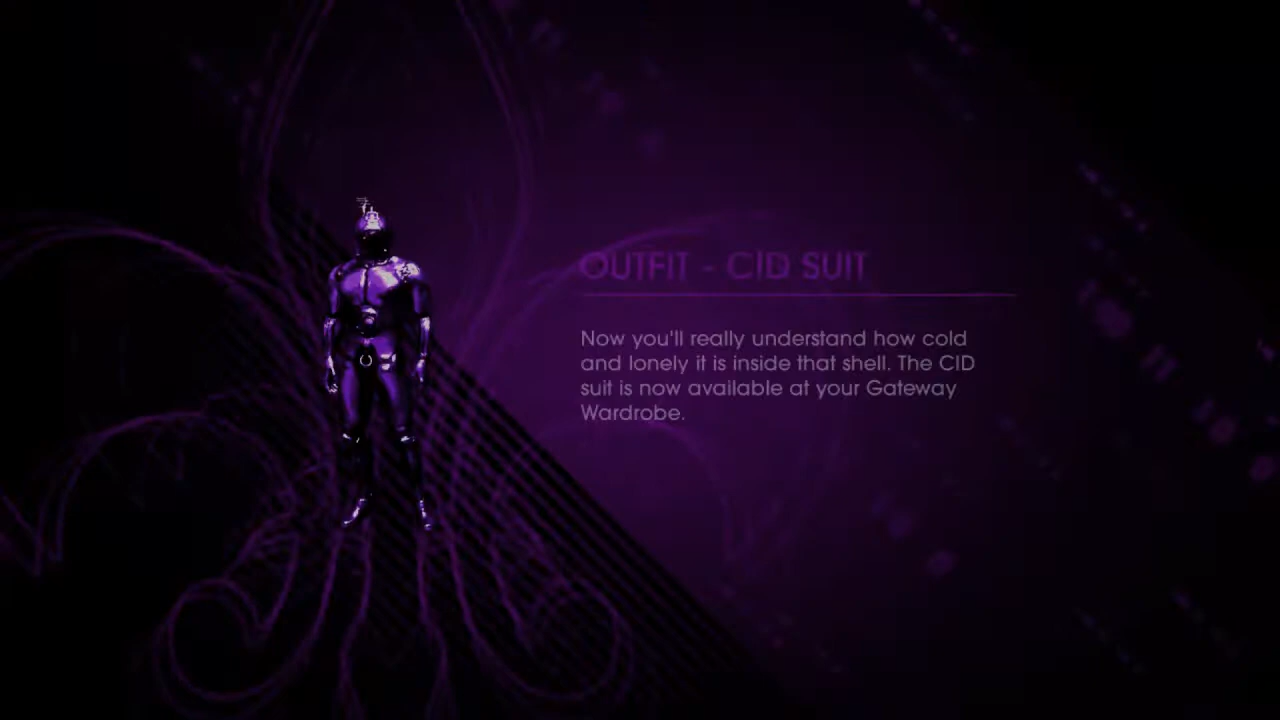 OUTFIT - CID SUIT
Now you'll really understand how cold
and lonely it is inside that shell. The CID
suit is now available at your Gateway
Wardrobe.